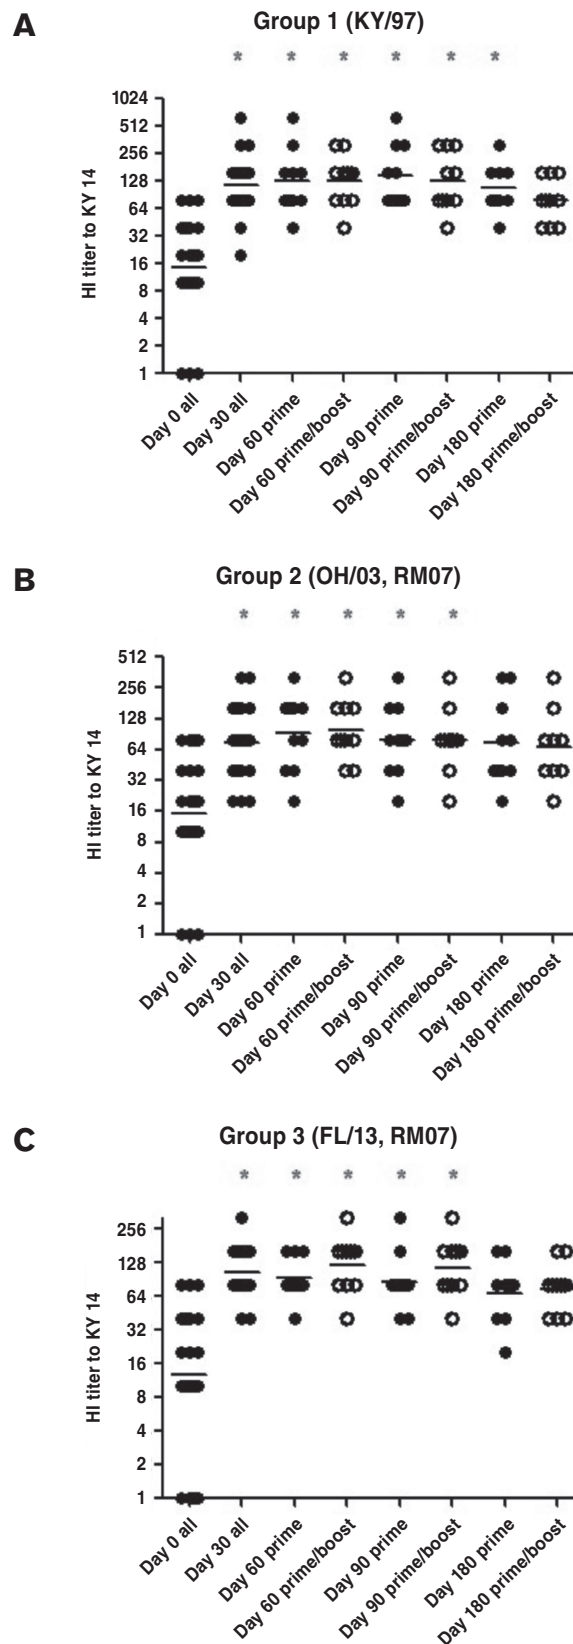 A
Group 1 (KY/97)
* * * * * *
HI titer to KY 14
1024
512
256
128
64
32
16
8
4
2
1
Day 0 all
Day 30 all
Day 60 prime
Day 60 prime/boost
Day 90 prime
Day 90 prime/boost
Day 180 prime
Day 180 prime/boost
B
Group 2 (OH/03, RM07)
* * * * *
HI titer to KY 14
512
256
128
64
32
16
8
4
2
1
Day 0 all
Day 30 all
Day 60 prime
Day 60 prime/boost
Day 90 prime
Day 90 prime/boost
Day 180 prime
Day 180 prime/boost
C
Group 3 (FL/13, RM07)
* * * * *
HI titer to KY 14
256
128
64
32
16
8
4
2
1
Day 0 all
Day 30 all
Day 60 prime
Day 60 prime/boost
Day 90 prime
Day 90 prime/boost
Day 180 prime
Day 180 prime/boost